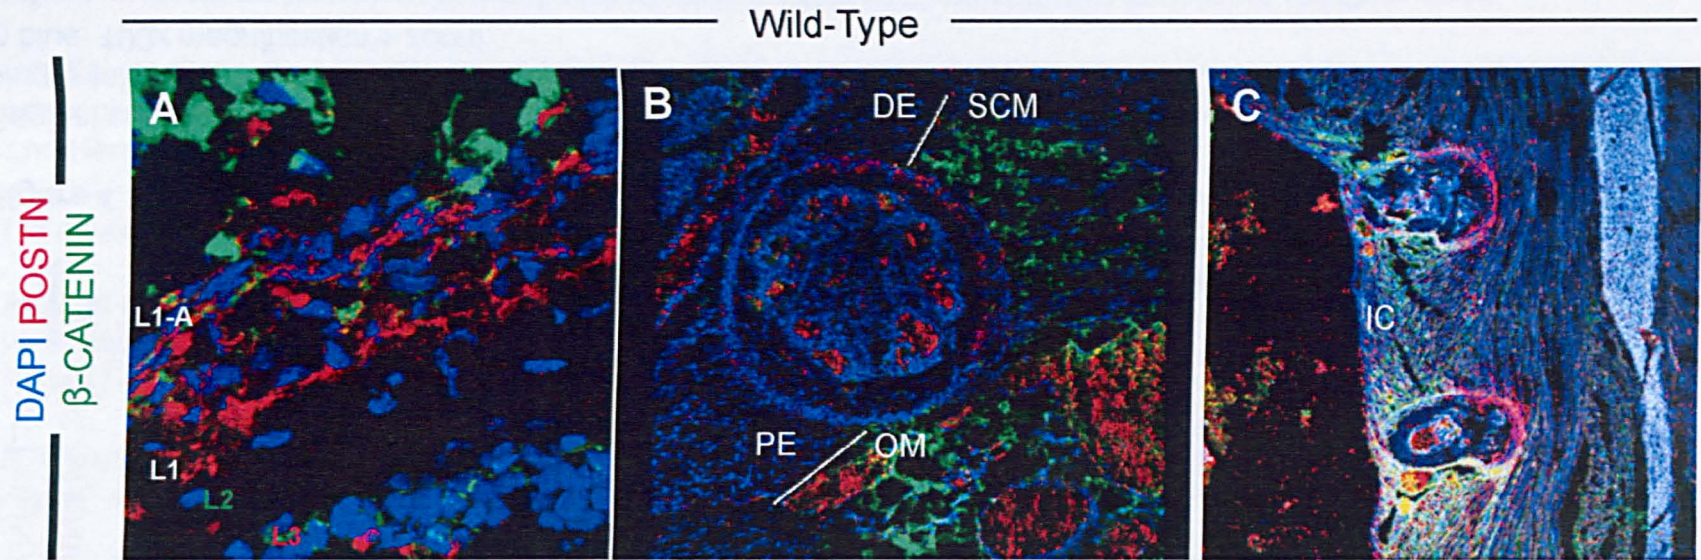 Wild-Type
DAPI POSTN
β-CATENIN
A
L1-A
L1
L2
L3
B
DE SCM
PE OM
C
IC